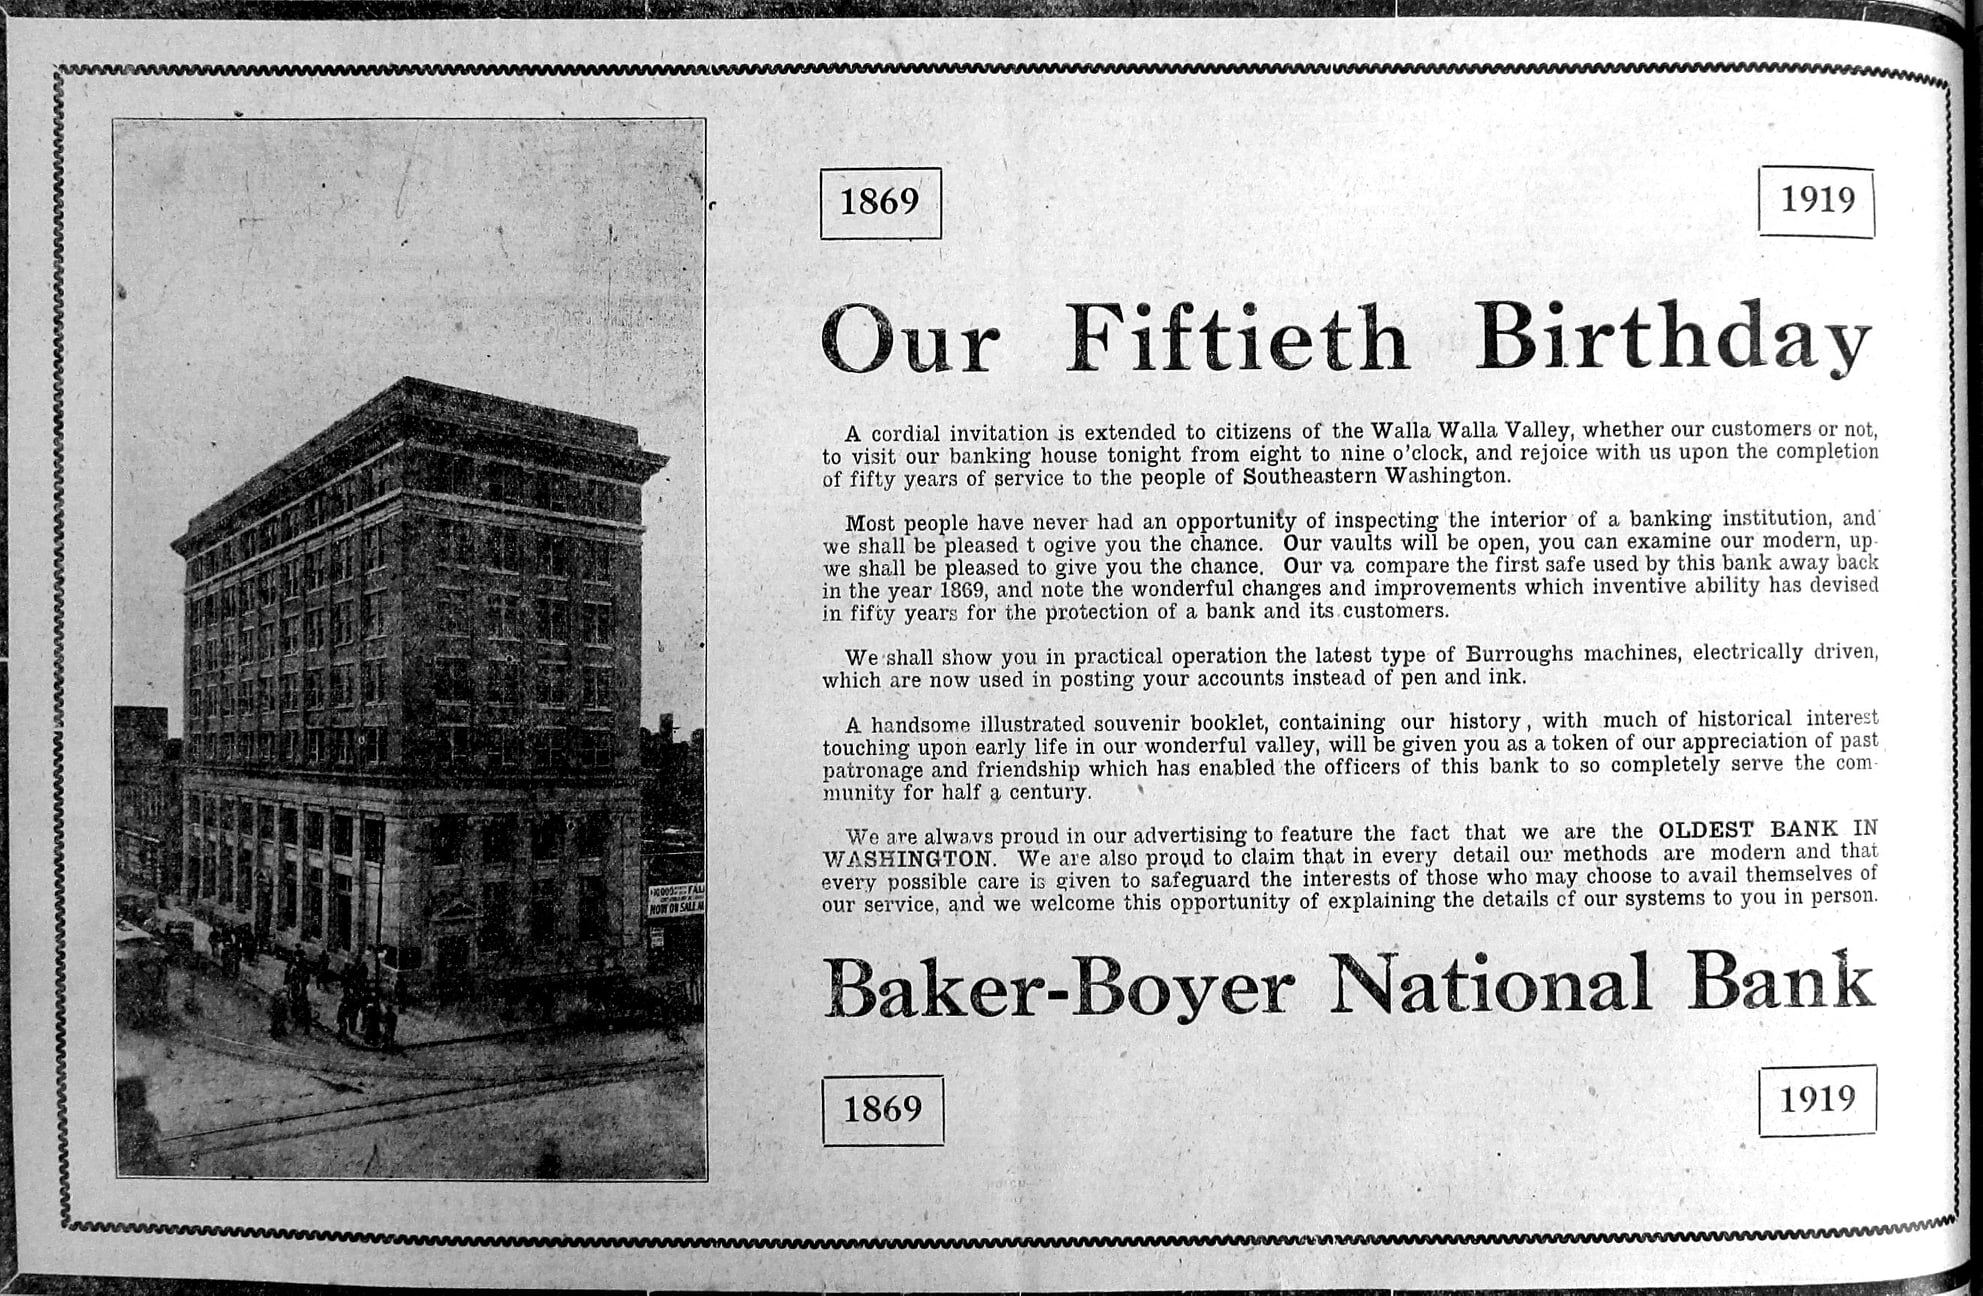 1869
1919
Our Fiftieth Birthday
A cordial invitation is extended to citizens of the Walla Walla Valley, whether our customers or not,
to visit our banking house tonight from eight to nine o'clock, and rejoice with us upon the completion
of fifty years of service to the people of Southeastern Washington.
Most people have never had an opportunity of inspecting the interior of a banking institution, and
we shall be pleased t ogive you the chance. Our vaults will be open, you can examine our modern, up-
we shall be pleased to give you the chance. Our va compare the first safe used by this bank away back
in the year 1869, and note the wonderful changes and improvements which inventive ability has devised
in fifty years for the protection of a bank and its customers.
We shall show you in practical operation the latest type of Burroughs machines, electrically driven,
which are now used in posting your accounts instead of pen and ink.
A handsome illustrated souvenir booklet, containing our history, with much of historical interest
touching upon early life in our wonderful valley, will be given you as a token of our appreciation of past
patronage and friendship which has enabled the officers of this bank to so completely serve the com-
munity for half a century.
We are always proud in our advertising to feature the fact that we are the OLDEST BANK IN
WASHINGTON. We are also proud to claim that in every detail our methods are modern and that
every possible care is given to safeguard the interests of those who may choose to avail themselves of
our service, and we welcome this opportunity of explaining the details of our systems to you in person.
Baker-Boyer National Bank
1869
1919
NOW ON SALE